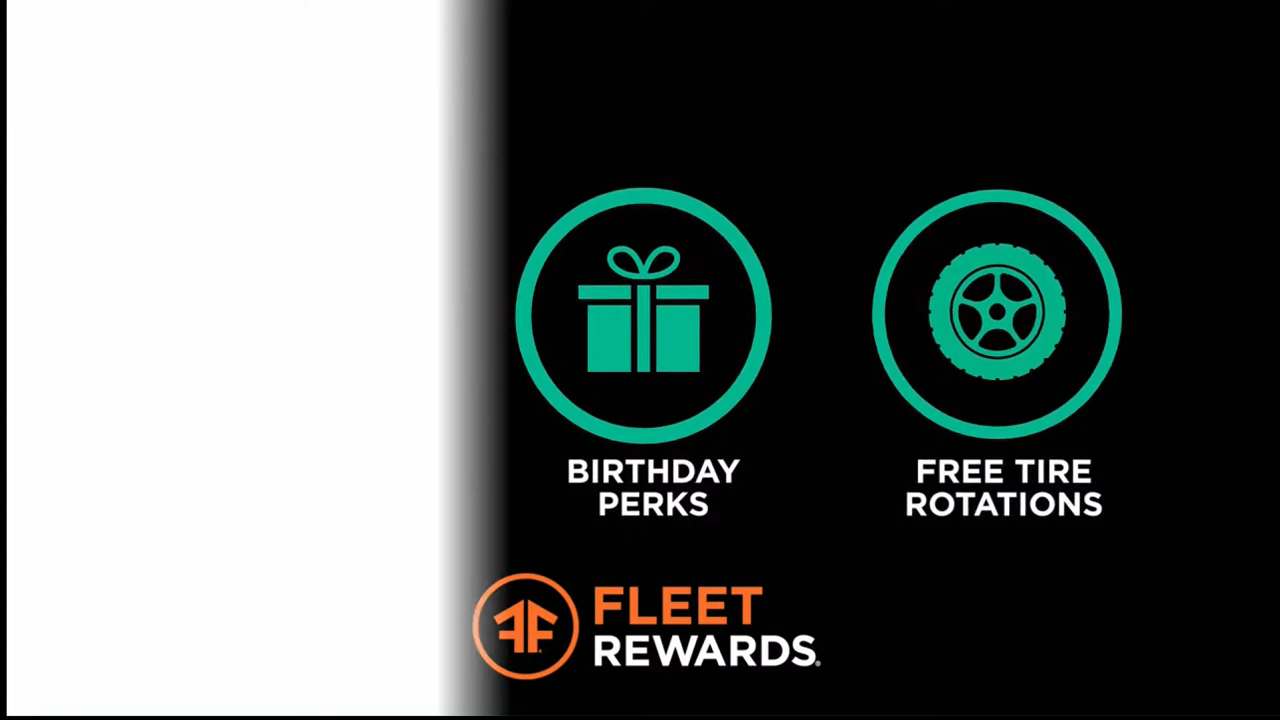 BIRTHDAY
PERKS
FREE TIRE
ROTATIONS
FLEET
REWARDS®